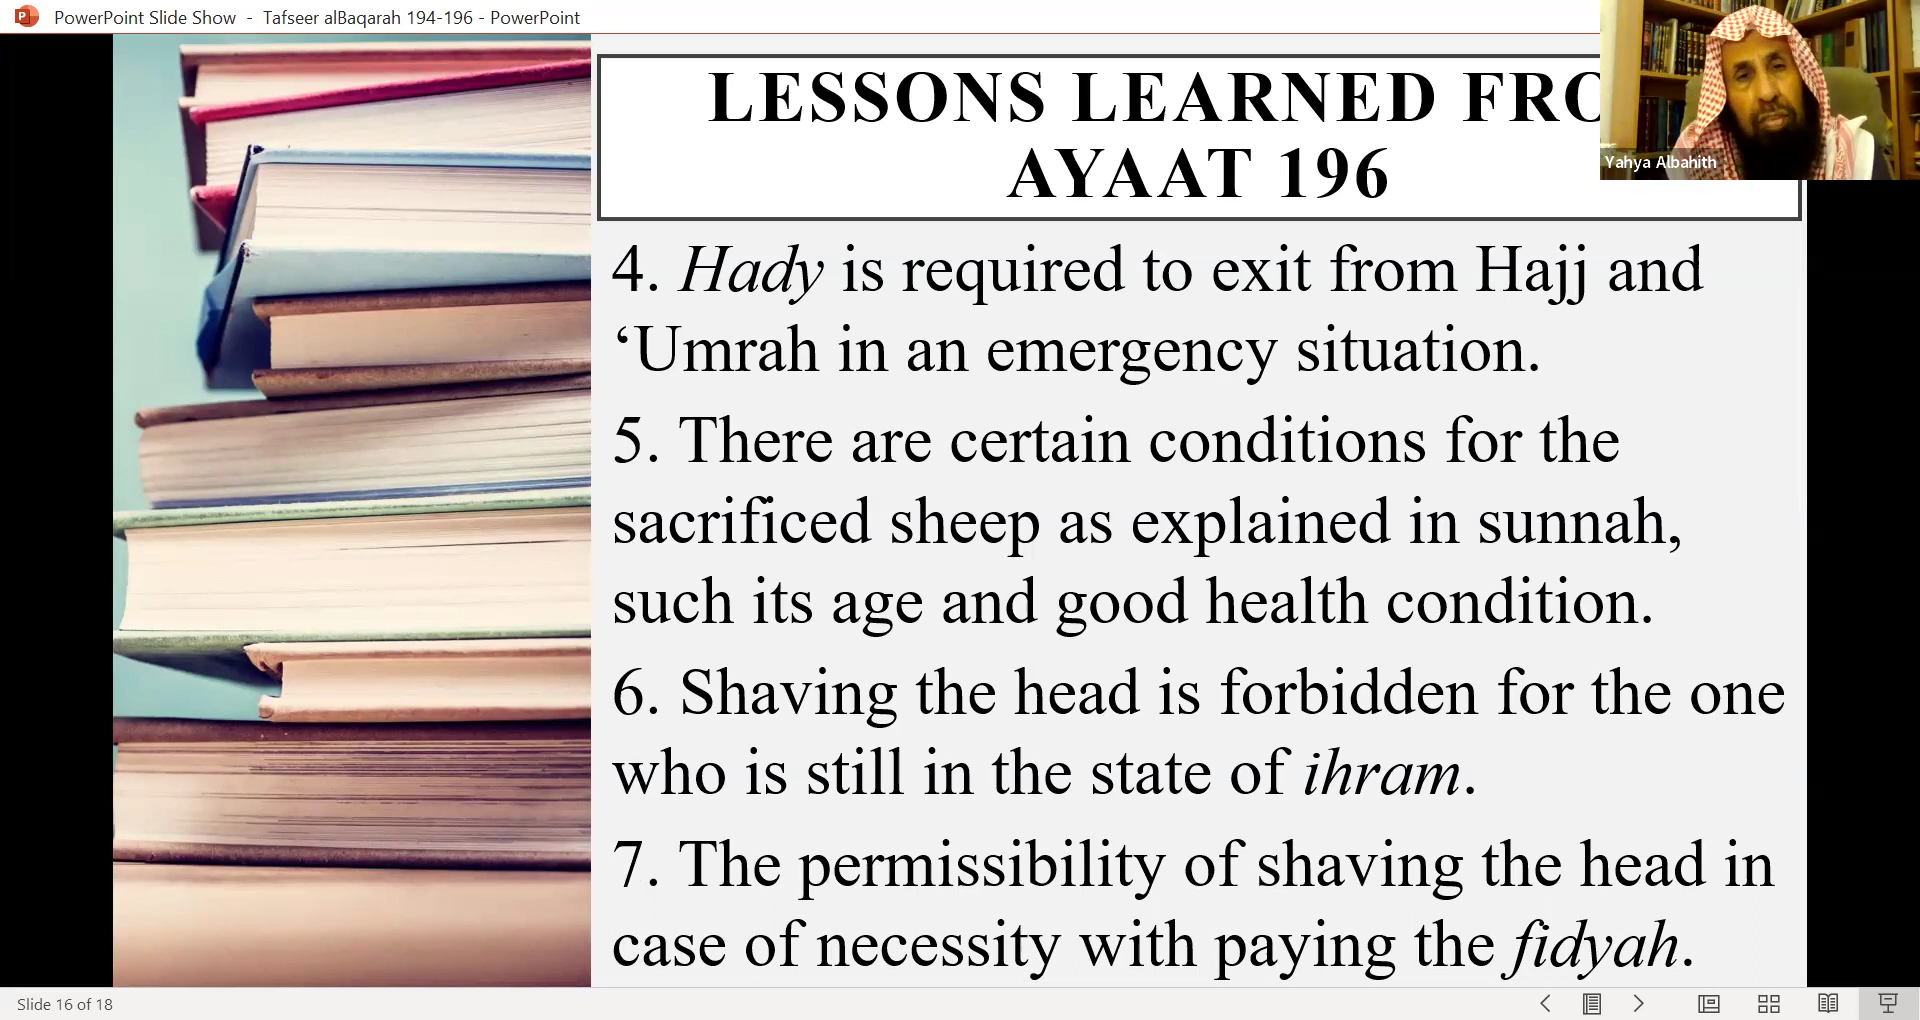 PowerPoint Slide Show - Tafseer alBaqarah 194-196 - PowerPoint
Yahya Albahith
LESSONS LEARNED FRO
AYAAT 196
4. Hady is required to exit from Hajj and
‘Umrah in an emergency situation.
5. There are certain conditions for the
sacrificed sheep as explained in sunnah,
such its age and good health condition.
6. Shaving the head is forbidden for the one
who is still in the state of ihram.
7. The permissibility of shaving the head in
case of necessity with paying the fidyah.
Slide 16 of 18